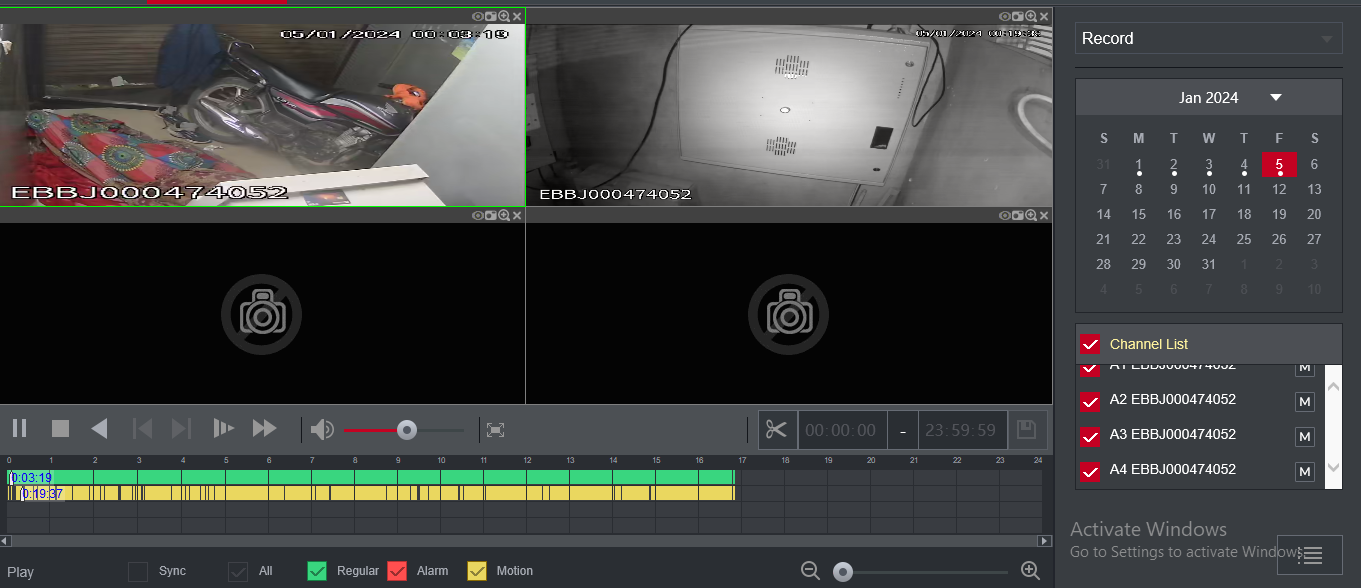 05/01/2024 00:03:19
EBBJ000474052
05/01/2024 00:19:38
EBBJ000474052
Record
Jan 2024
S M T W T F S
31 1 2 3 4 5 6
7 8 9 10 11 12 13
14 15 16 17 18 19 20
21 22 23 24 25 26 27
28 29 30 31 1 2 3
4 5 6 7 8 9 10
Channel List
A1 EBBJ000474052 M
A2 EBBJ000474052 M
A3 EBBJ000474052 M
A4 EBBJ000474052 M
00:00:00 - 23:59:59
0 1 2 3 4 5 6 7 8 9 10 11 12 13 14 15 16 17 18 19 20 21 22 23 24
0:03:19
0:19:37
Play Sync All Regular Alarm Motion
Activate Windows
Go to Settings to activate Windows